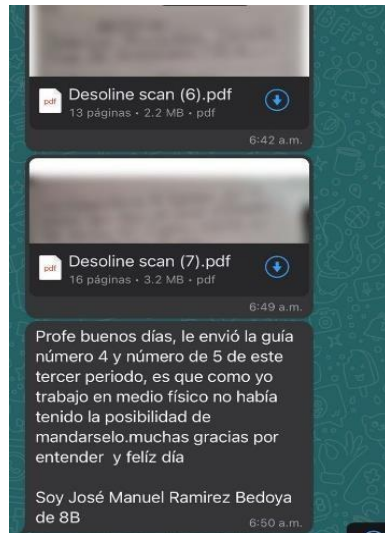 pdf
Desoline scan (6).pdf
13 páginas • 2.2 MB • pdf
6:42 a.m.
pdf
Desoline scan (7).pdf
16 páginas • 3.2 MB • pdf
6:49 a.m.
Profe buenos días, le envió la guía
número 4 y número de 5 de este
tercer periodo, es que como yo
trabajo en medio físico no había
tenido la posibilidad de
mandarselo.muchas gracias por
entender y felíz día
Soy José Manuel Ramirez Bedoya
de 8B
6:50 a.m.